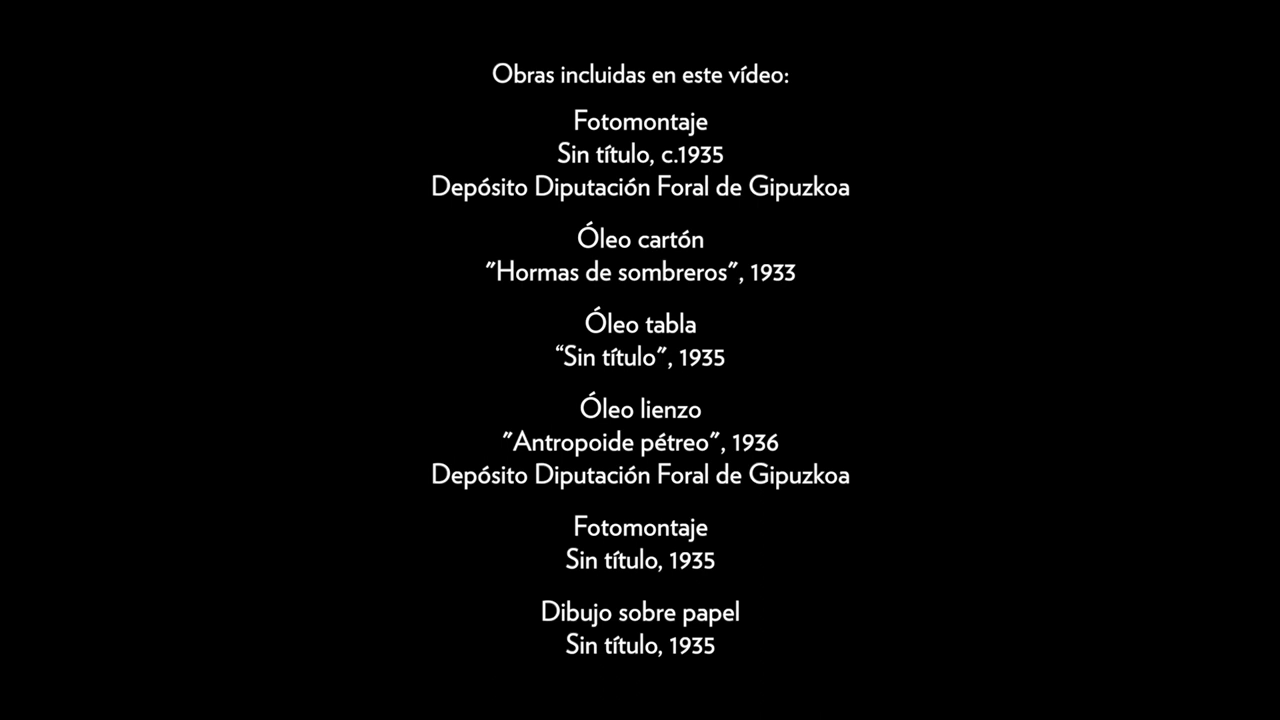 Obras incluidas en este vídeo:
Fotomontaje
Sin título, c.1935
Depósito Diputación Foral de Gipuzkoa
Óleo cartón
"Hormas de sombreros", 1933
Óleo tabla
“Sin título", 1935
Óleo lienzo
"Antropoide pétreo", 1936
Depósito Diputación Foral de Gipuzkoa
Fotomontaje
Sin título, 1935
Dibujo sobre papel
Sin título, 1935